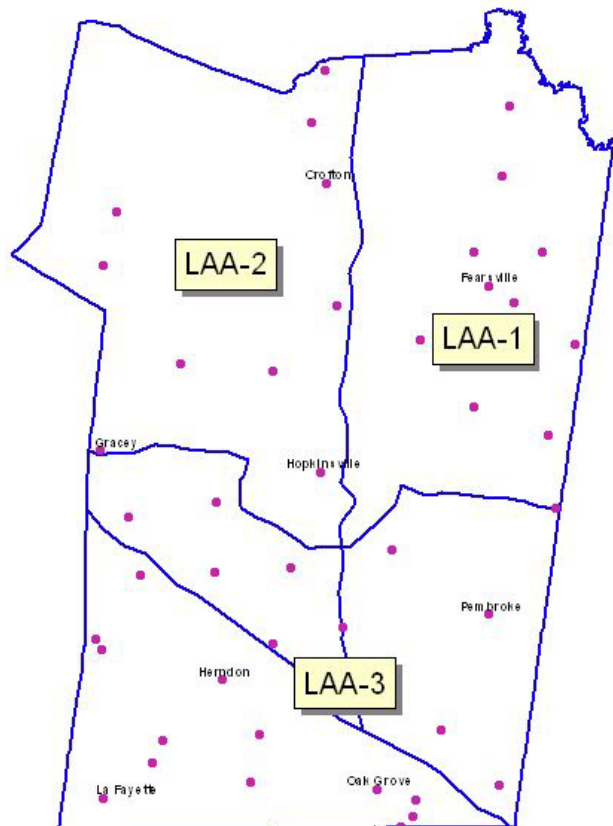 Crofton
LAA-2
Fearsville
LAA-1
Gracey
Hopkinsville
Pembroke
Herndon
LAA-3
Oak Grove
La Fayette